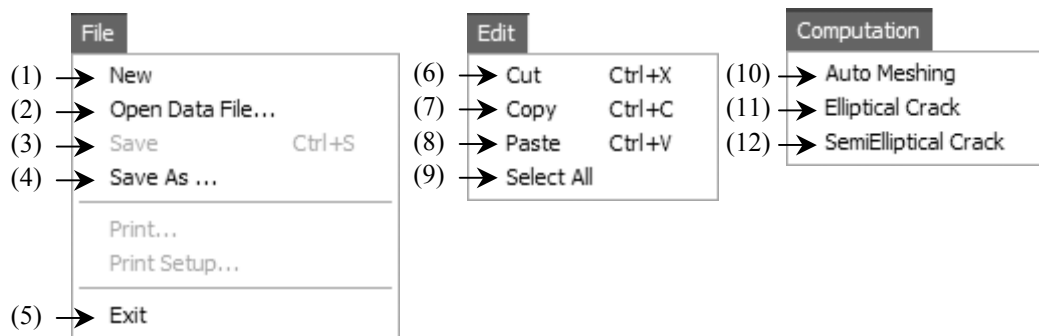 File
(1) New
(2) Open Data File...
(3) Save Ctrl+S
(4) Save As ...
Print...
Print Setup...
(5) Exit
Edit
(6) Cut Ctrl+X
(7) Copy Ctrl+C
(8) Paste Ctrl+V
(9) Select All
Computation
(10) Auto Meshing
(11) Elliptical Crack
(12) SemiElliptical Crack